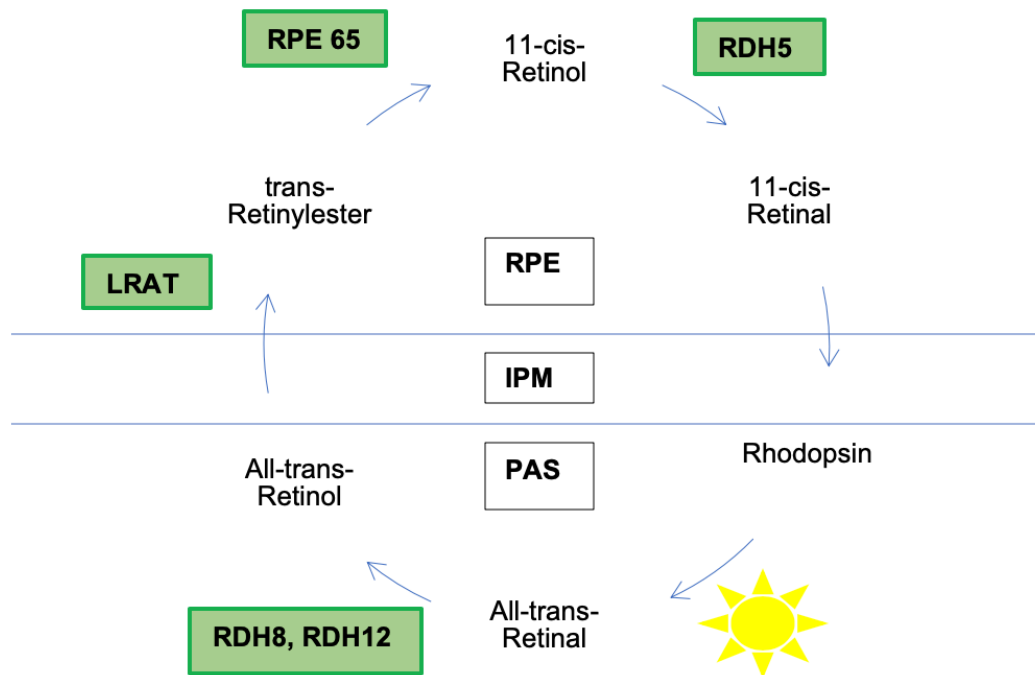 RPE 65
11-cis-
Retinol
RDH5
trans-
Retinylester
11-cis-
Retinal
LRAT
RPE
IPM
All-trans-
Retinol
PAS
Rhodopsin
RDH8, RDH12
All-trans-
Retinal